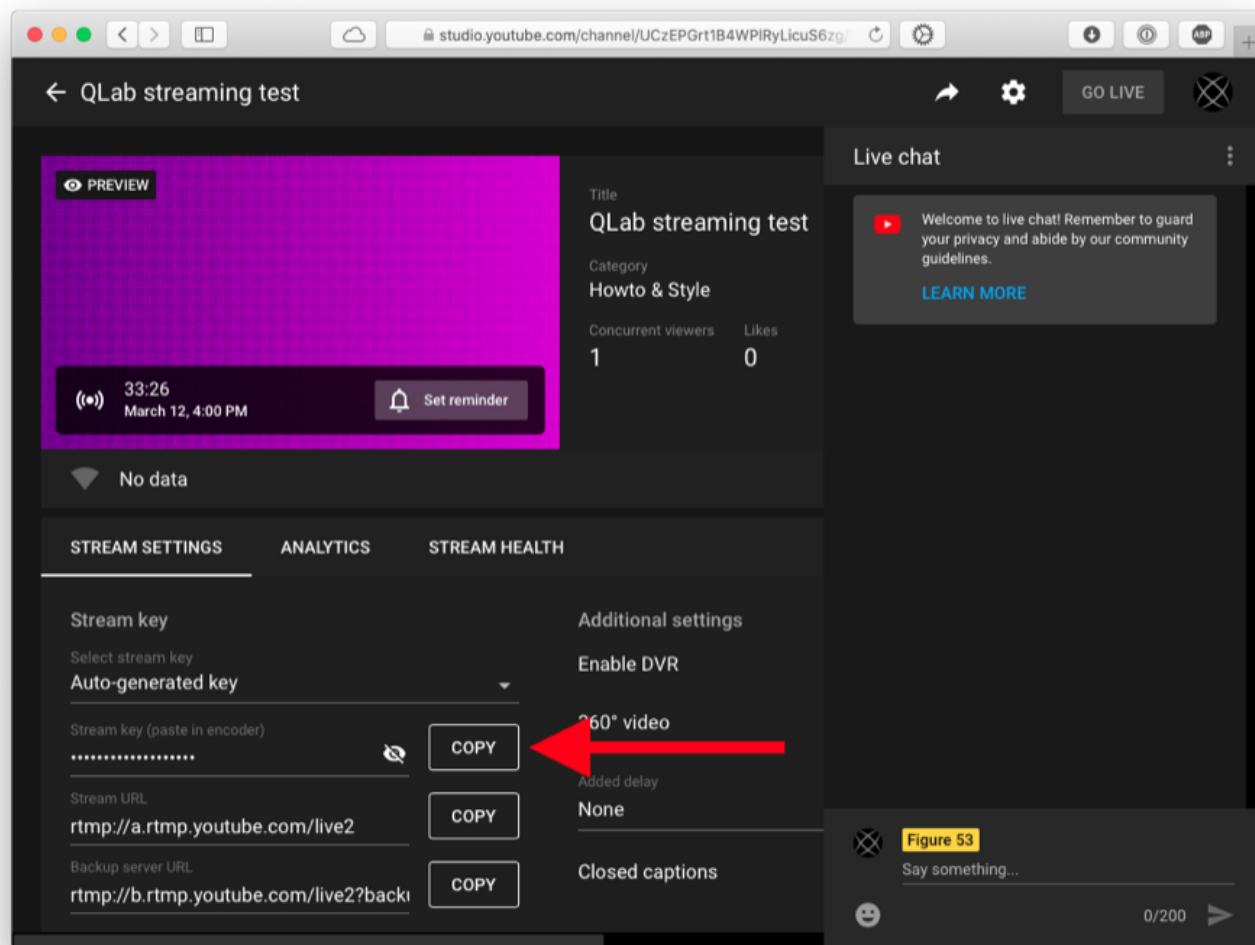 studio.youtube.com/channel/UCzEPGrt1B4WPlRyLicuS6zg/
ABP
QLab streaming test
GO LIVE
PREVIEW
33:26
March 12, 4:00 PM
Set reminder
Title
QLab streaming test
Category
Howto & Style
Concurrent viewers
Likes
1
0
No data
STREAM SETTINGS
ANALYTICS
STREAM HEALTH
Stream key
Select stream key
Auto-generated key
Stream key (paste in encoder)
••••••••••••••••••• 
COPY
Stream URL
rtmp://a.rtmp.youtube.com/live2
COPY
Backup server URL
rtmp://b.rtmp.youtube.com/live2?backu
COPY
Additional settings
Enable DVR
360° video
Added delay
None
Closed captions
Live chat
Welcome to live chat! Remember to guard
your privacy and abide by our community
guidelines.
LEARN MORE
Figure 53
Say something...
0/200